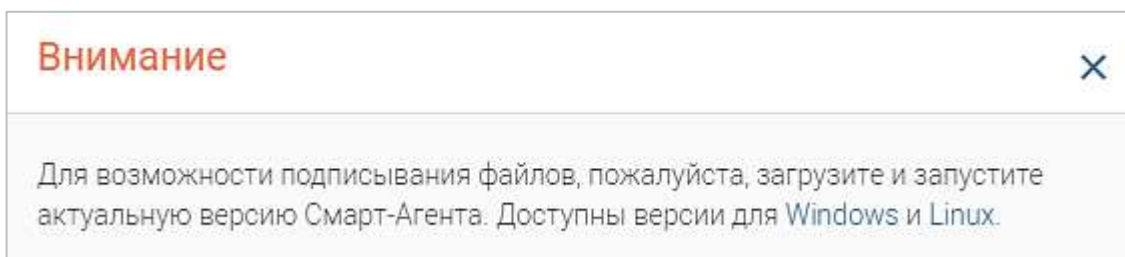 Внимание
Для возможности подписывания файлов, пожалуйста, загрузите и запустите
актуальную версию Смарт-Агента. Доступны версии для Windows и Linux.